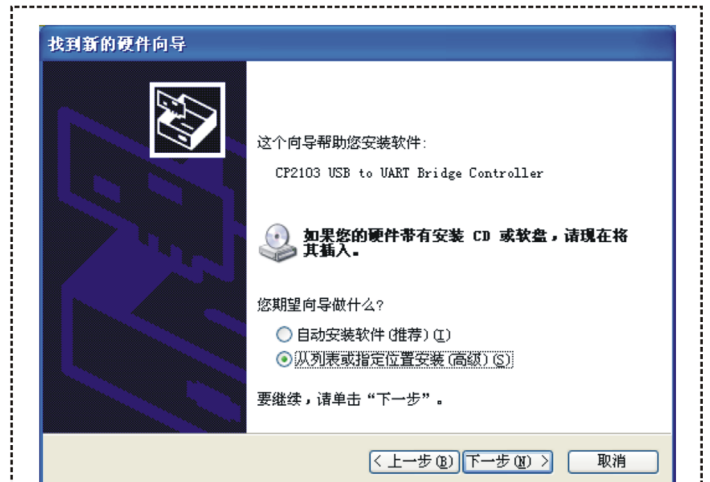 找到新的硬件向导
这个向导帮助您安装软件:
CP2103 USB to UART Bridge Controller
如果您的硬件带有安装 CD 或软盘，请现在将
其插入。
您期望向导做什么?
自动安装软件(推荐)(I)
从列表或指定位置安装(高级)(S)
要继续，请单击“下一步”。
< 上一步(B) 下一步(N) > 取消